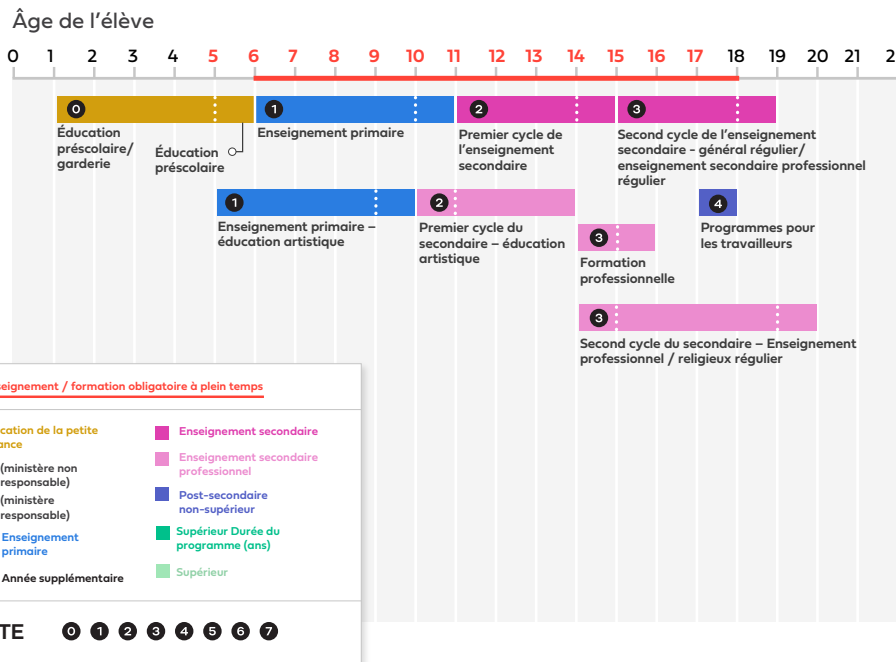 Âge de l’élève
0 1 2 3 4 5 6 7 8 9 10 11 12 13 14 15 16 17 18 19 20 21 2
0 1 2 3
Éducation
préscolaire/
garderie
Éducation
préscolaire
Enseignement primaire
Premier cycle de
l’enseignement
secondaire
Second cycle de l’enseignement
secondaire - général régulier/
enseignement secondaire professionnel
régulier
1 2 4
Enseignement primaire –
éducation artistique
Premier cycle du
secondaire – éducation
artistique
Programmes pour
les travailleurs
3
Formation
professionnelle
3
Second cycle du secondaire – Enseignement
professionnel / religieux régulier
seignement / formation obligatoire à plein temps
cation de la petite
ance
(ministère non
responsable)
(ministère
responsable)
Enseignement
primaire
Année supplémentaire
Enseignement secondaire
Enseignement secondaire
professionnel
Post-secondaire
non-supérieur
Supérieur Durée du
programme (ans)
Supérieur
TE 0 1 2 3 4 5 6 7